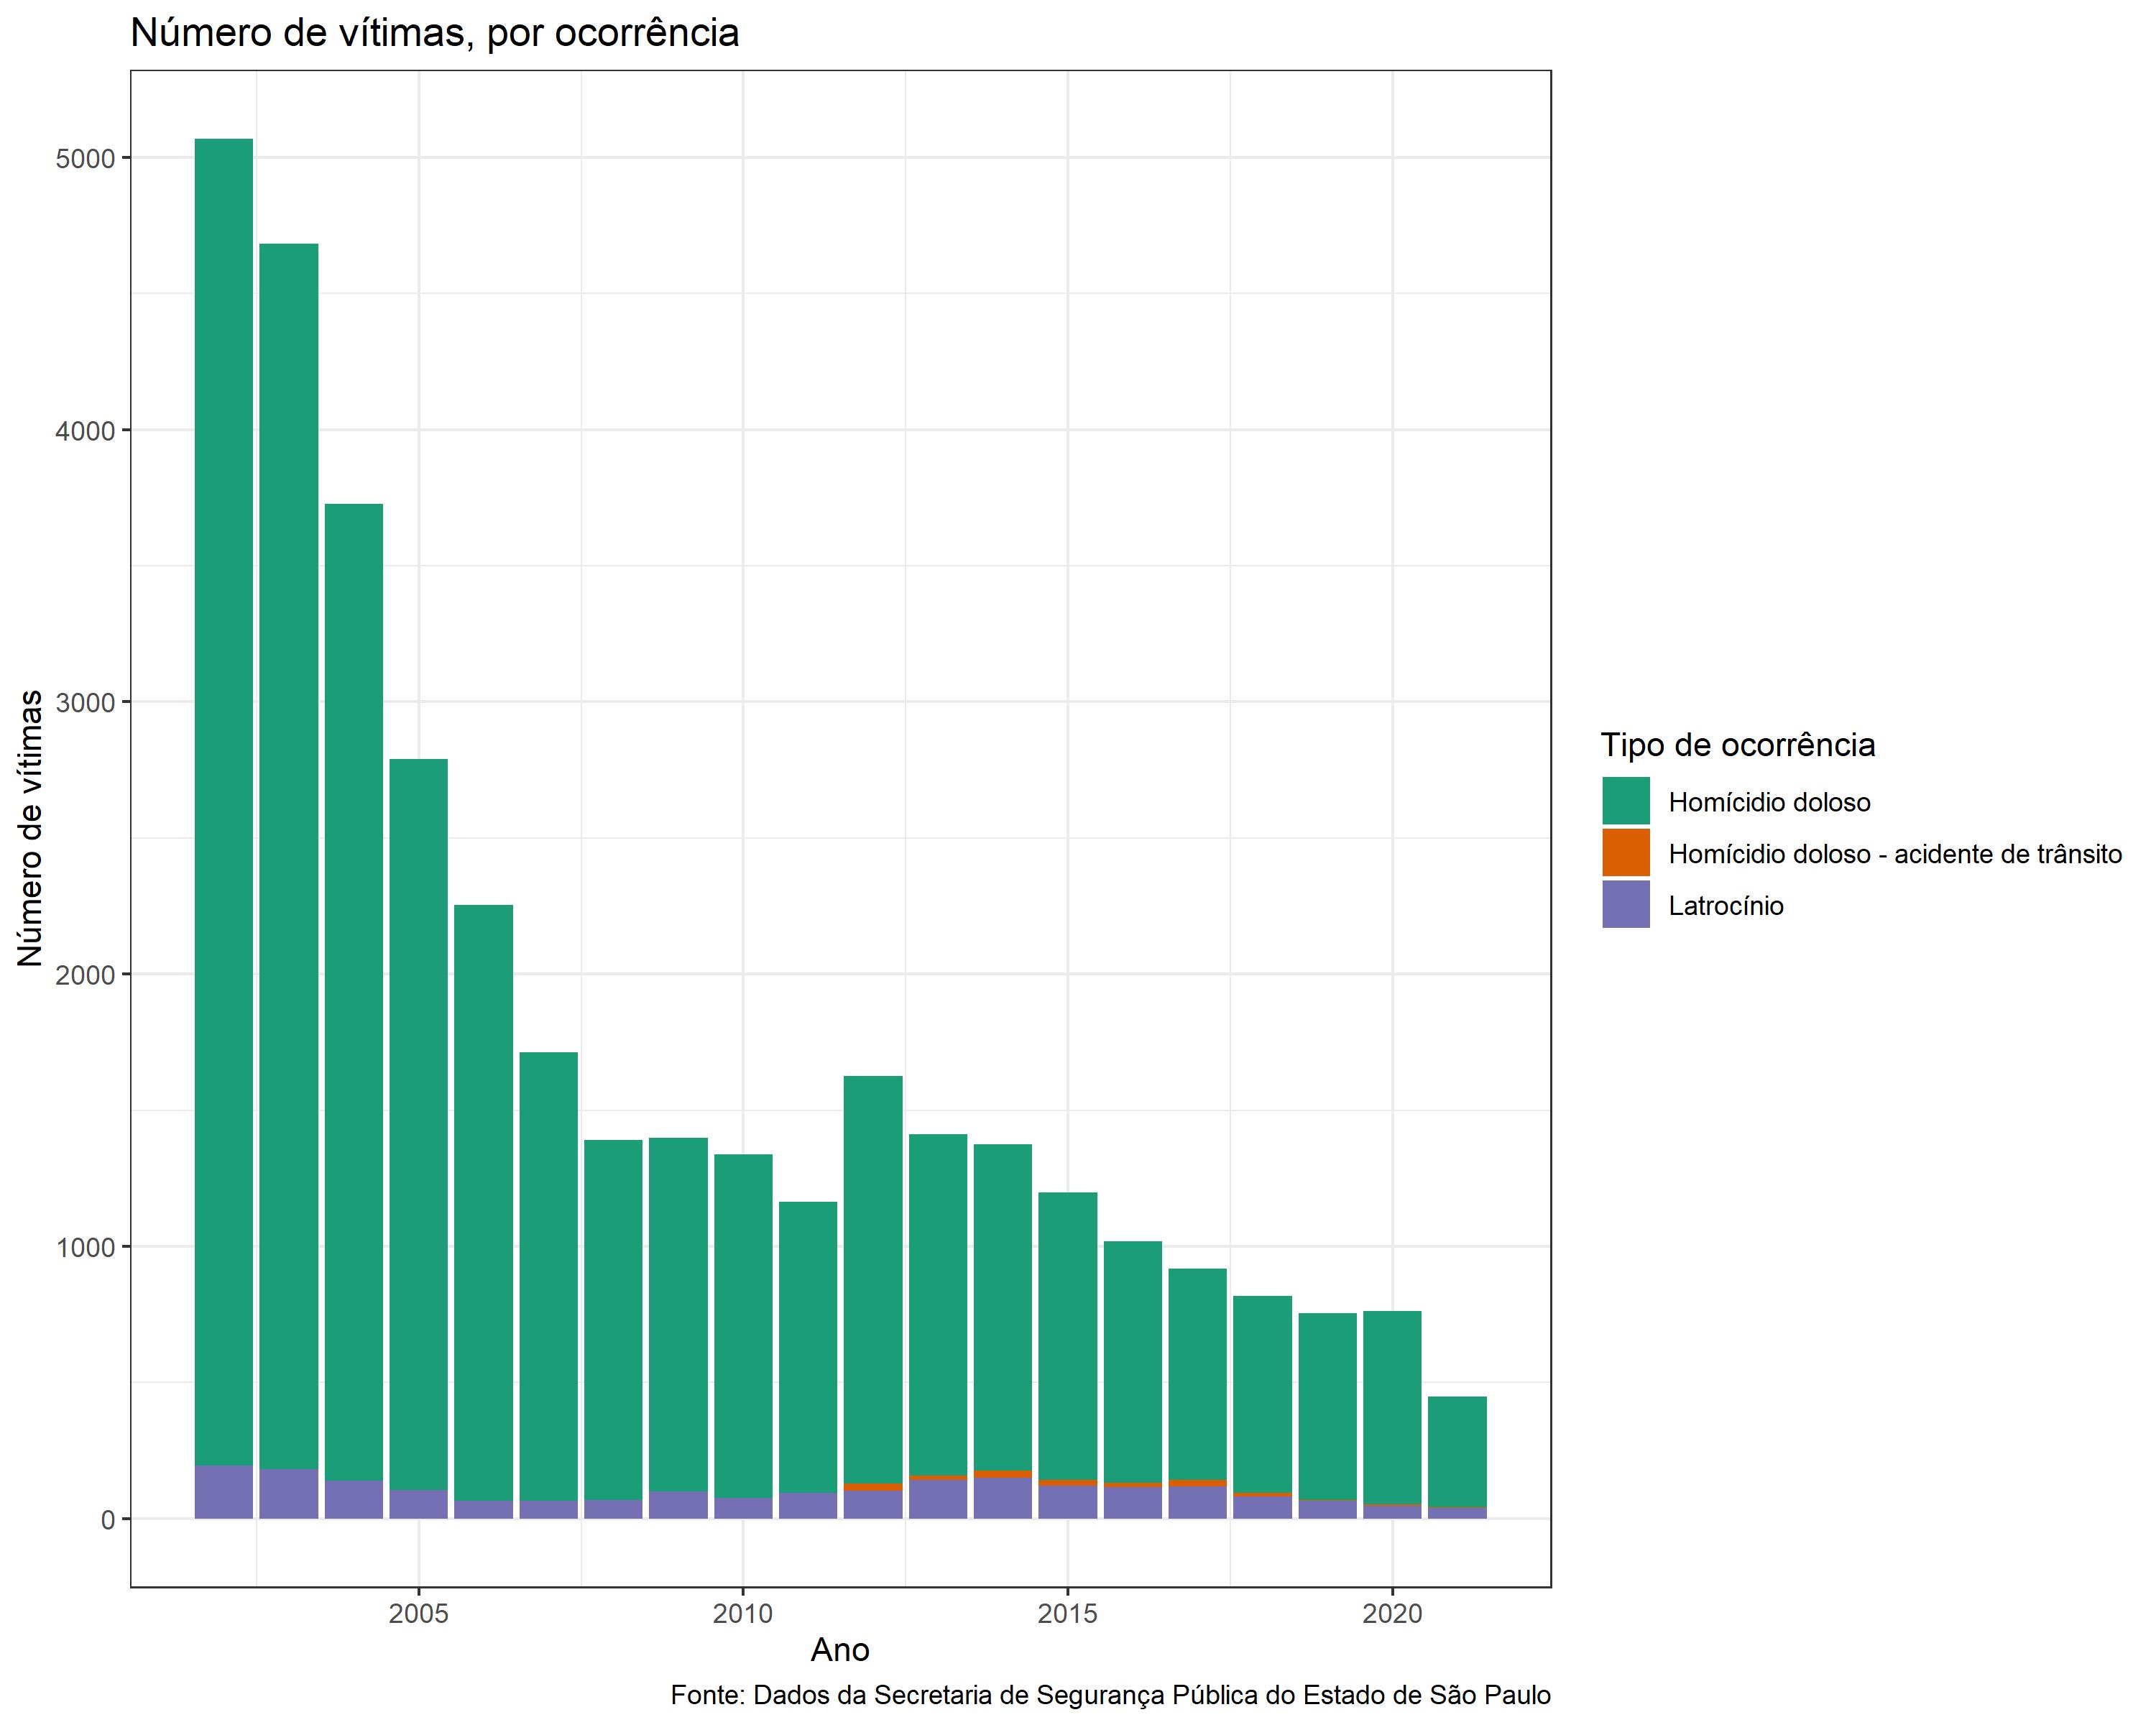 Número de vítimas, por ocorrência
Número de vítimas
5000
4000
3000
2000
1000
0
2005
2010
2015
2020
Ano
Tipo de ocorrência
Homícidio doloso
Homícidio doloso - acidente de trânsito
Latrocínio
Fonte: Dados da Secretaria de Segurança Pública do Estado de São Paulo